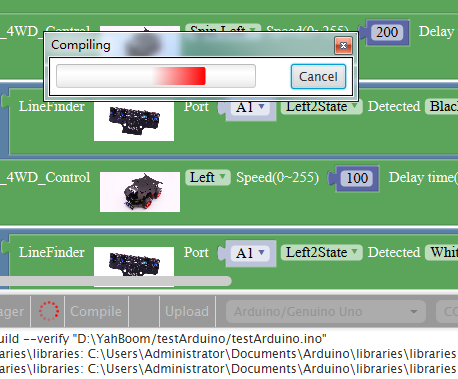 _4WD_Control Spin Left Speed(0~255) 200 Delay
Compiling
Cancel
LineFinder Port A1 Left2State Detected Blac
_4WD_Control Left Speed(0~255) 100 Delay time(
LineFinder Port A1 Left2State Detected Whit
ager Compile Upload Arduino/Genuino Uno CO
uild --verify "D:\YahBoom/testArduino/testArduino.ino"
aries\libraries: C:\Users\Administrator\Documents\Arduino\libraries\libraries
aries\libraries: C:\Users\Administrator\Documents\Arduino\libraries\libraries